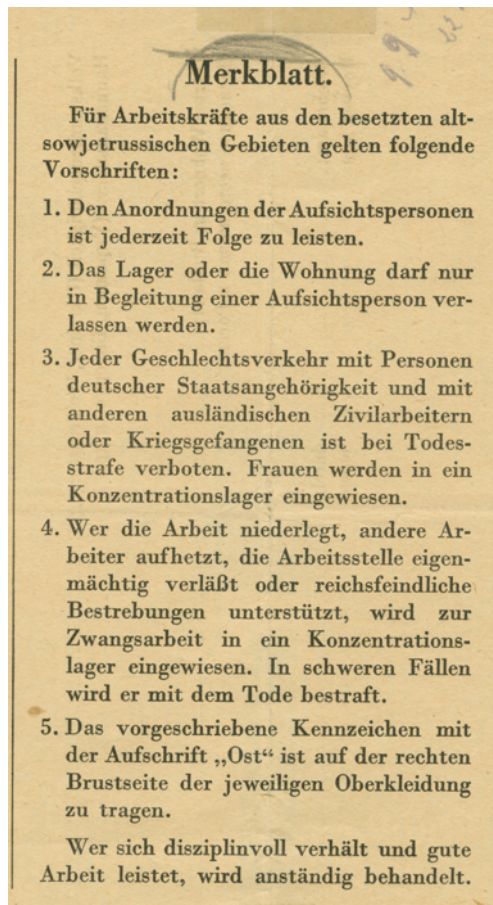 Merkblatt.
Für Arbeitskräfte aus den besetzten alt-
sowjetrussischen Gebieten gelten folgende
Vorschriften:
1. Den Anordnungen der Aufsichtspersonen
ist jederzeit Folge zu leisten.
2. Das Lager oder die Wohnung darf nur
in Begleitung einer Aufsichtsperson ver-
lassen werden.
3. Jeder Geschlechtsverkehr mit Personen
deutscher Staatsangehörigkeit und mit
anderen ausländischen Zivilarbeitern
oder Kriegsgefangenen ist bei Todes-
strafe verboten. Frauen werden in ein
Konzentrationslager eingewiesen.
4. Wer die Arbeit niederlegt, andere Ar-
beiter aufhetzt, die Arbeitsstelle eigen-
mächtig verläßt oder reichsfeindliche
Bestrebungen unterstützt, wird zur
Zwangsarbeit in ein Konzentrations-
lager eingewiesen. In schweren Fällen
wird er mit dem Tode bestraft.
5. Das vorgeschriebene Kennzeichen mit
der Aufschrift „Ost“ ist auf der rechten
Brustseite der jeweiligen Oberkleidung
zu tragen.
Wer sich disziplinvoll verhält und gute
Arbeit leistet, wird anständig behandelt.